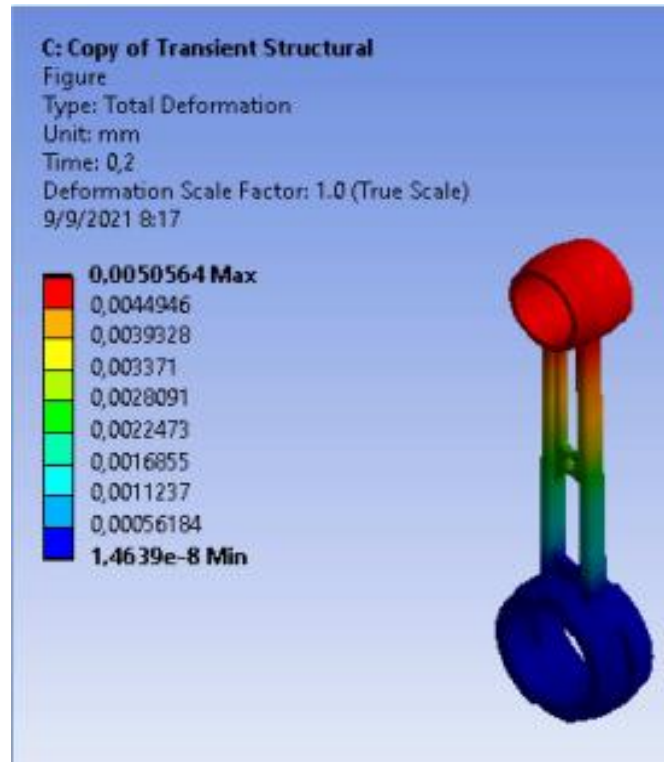 C: Copy of Transient Structural
Figure
Type: Total Deformation
Unit: mm
Time: 0,2
Deformation Scale Factor: 1.0 (True Scale)
9/9/2021 8:17
0,0050564 Max
0,0044946
0,0039328
0,003371
0,0028091
0,0022473
0,0016855
0,0011237
0,00056184
1,4639e-8 Min